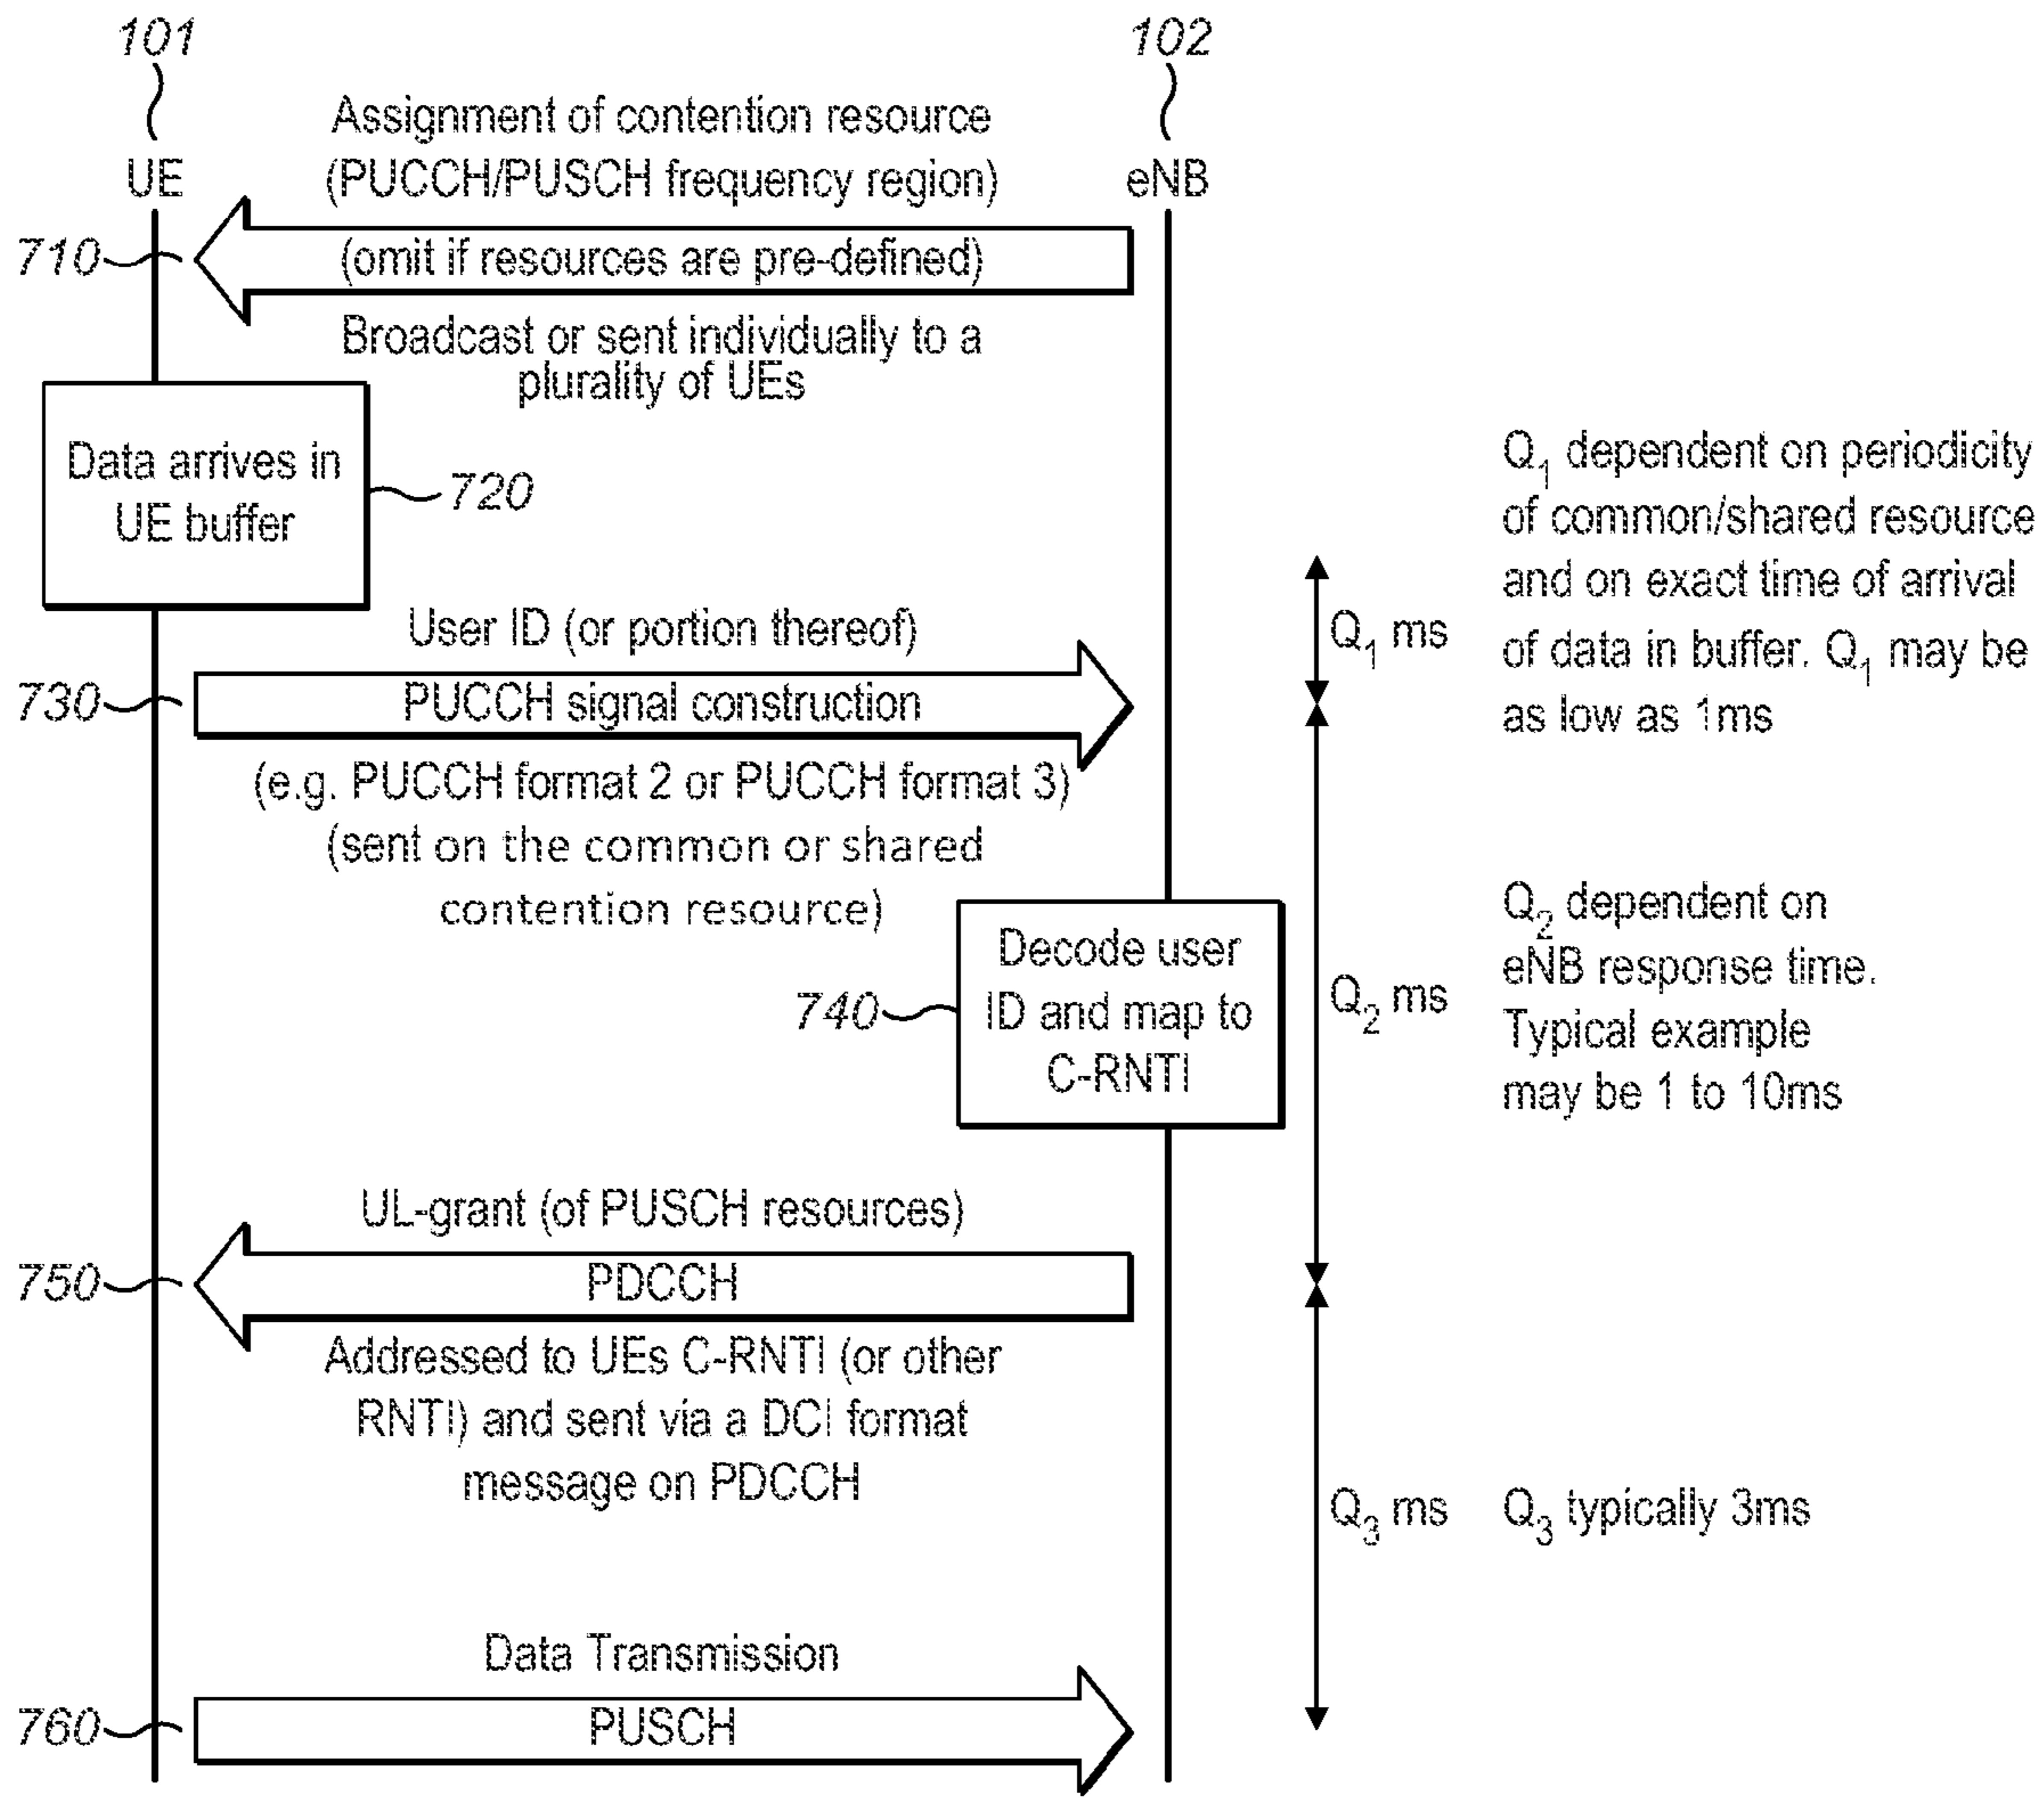 101
102
Assignment of contention resource
UE
(PUCCH/PUSCH frequency region)
eNB
710
(omit if resources are pre-defined)
Broadcast or sent individually to a
plurality of UEs
Data arrives in
UE buffer
720
Q1 dependent on periodicity
of common/shared resource
and on exact time of arrival
of data in buffer. Q1 may be
as low as 1ms
User ID (or portion thereof)
Q1 ms
730
PUCCH signal construction
(e.g. PUCCH format 2 or PUCCH format 3)
(sent on the common or shared
contention resource)
Decode user
ID and map to
C-RNTI
740
Q2 ms
Q2 dependent on
eNB response time.
Typical example
may be 1 to 10ms
UL-grant (of PUSCH resources)
750
PDCCH
Addressed to UEs C-RNTI (or other
RNTI) and sent via a DCI format
message on PDCCH
Q3 ms
Q3 typically 3ms
Data Transmission
760
PUSCH